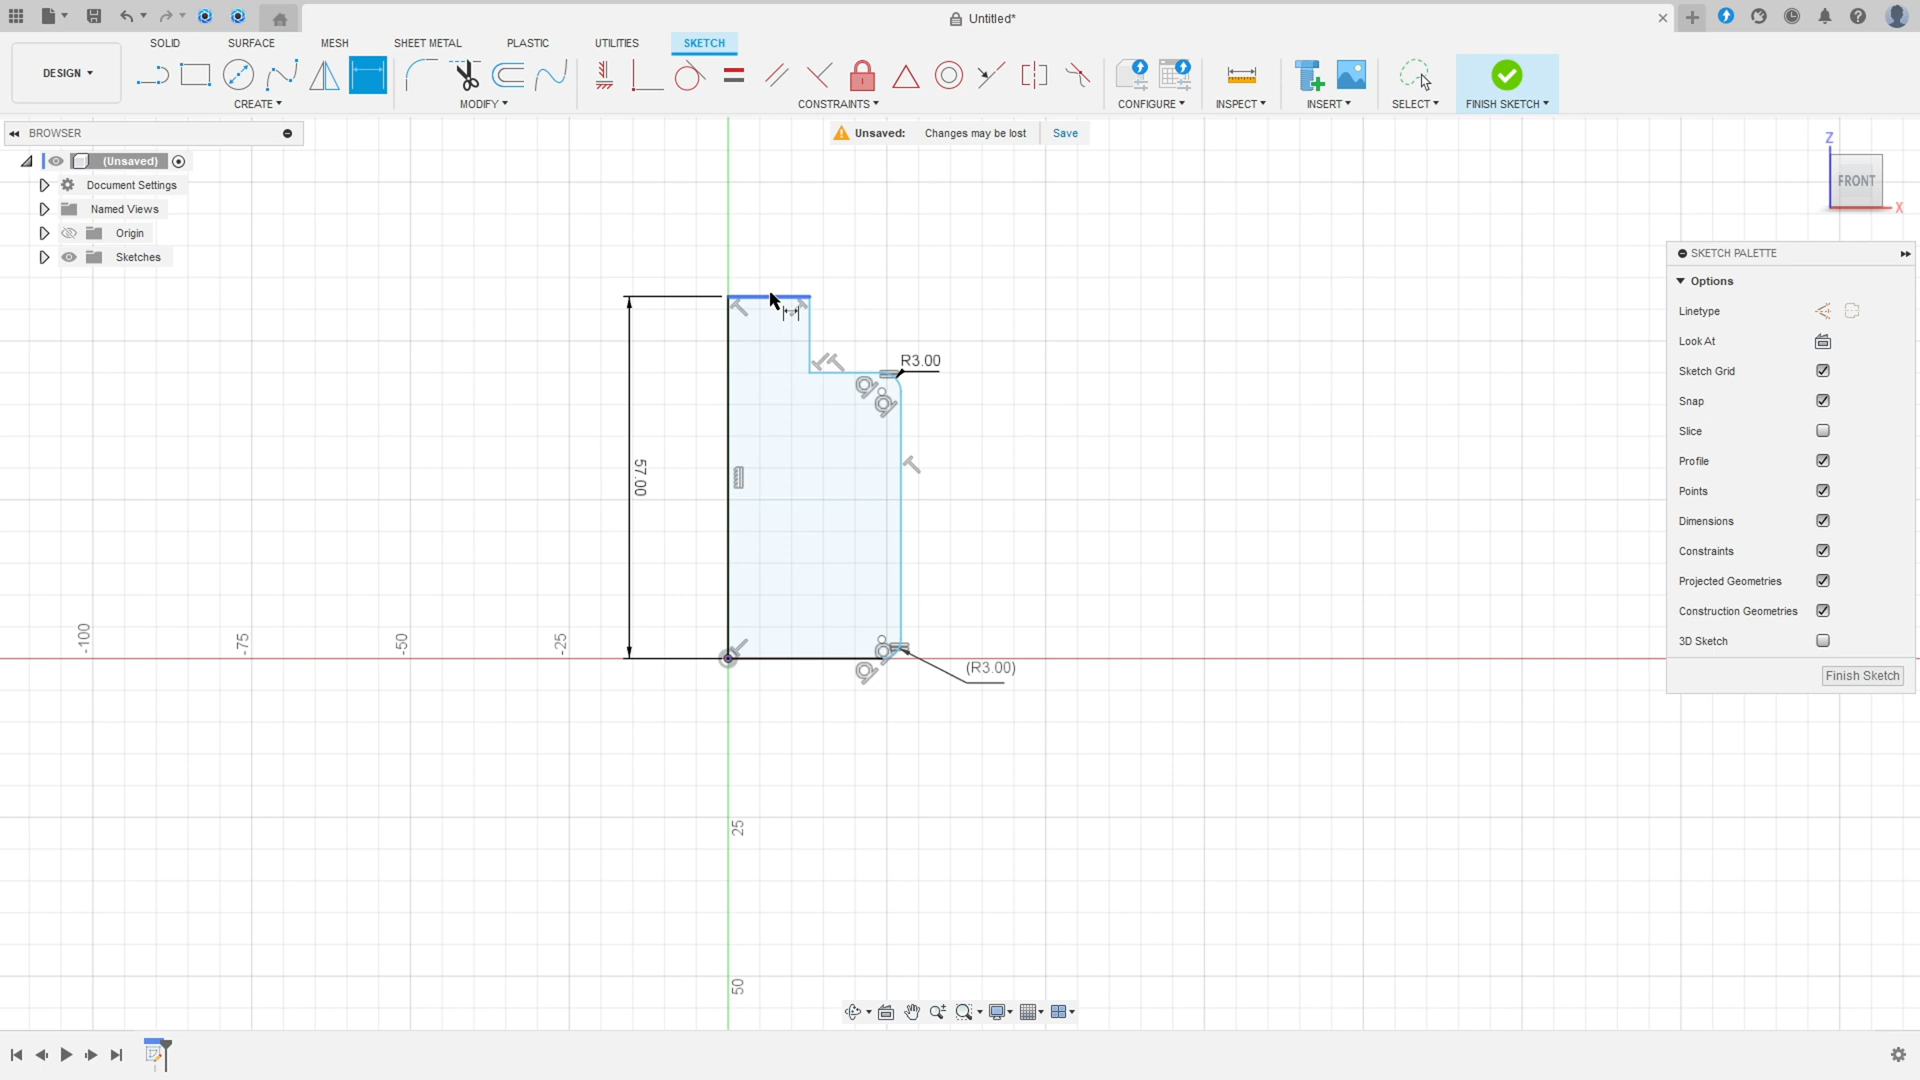 Untitled*
SOLID SURFACE MESH SHEET METAL PLASTIC UTILITIES SKETCH
DESIGN
CREATE MODIFY CONSTRAINTS CONFIGURE INSPECT INSERT SELECT FINISH SKETCH
BROWSER
Unsaved: Changes may be lost Save
(Unsaved)
Document Settings
Named Views
Origin
Sketches
Z
FRONT
X
SKETCH PALETTE
Options
Linetype
Look At
Sketch Grid
Snap
Slice
Profile
Points
Dimensions
Constraints
Projected Geometries
Construction Geometries
3D Sketch
Finish Sketch
R3.00
57.00
(R3.00)
-100
-75
-50
-25
25
50